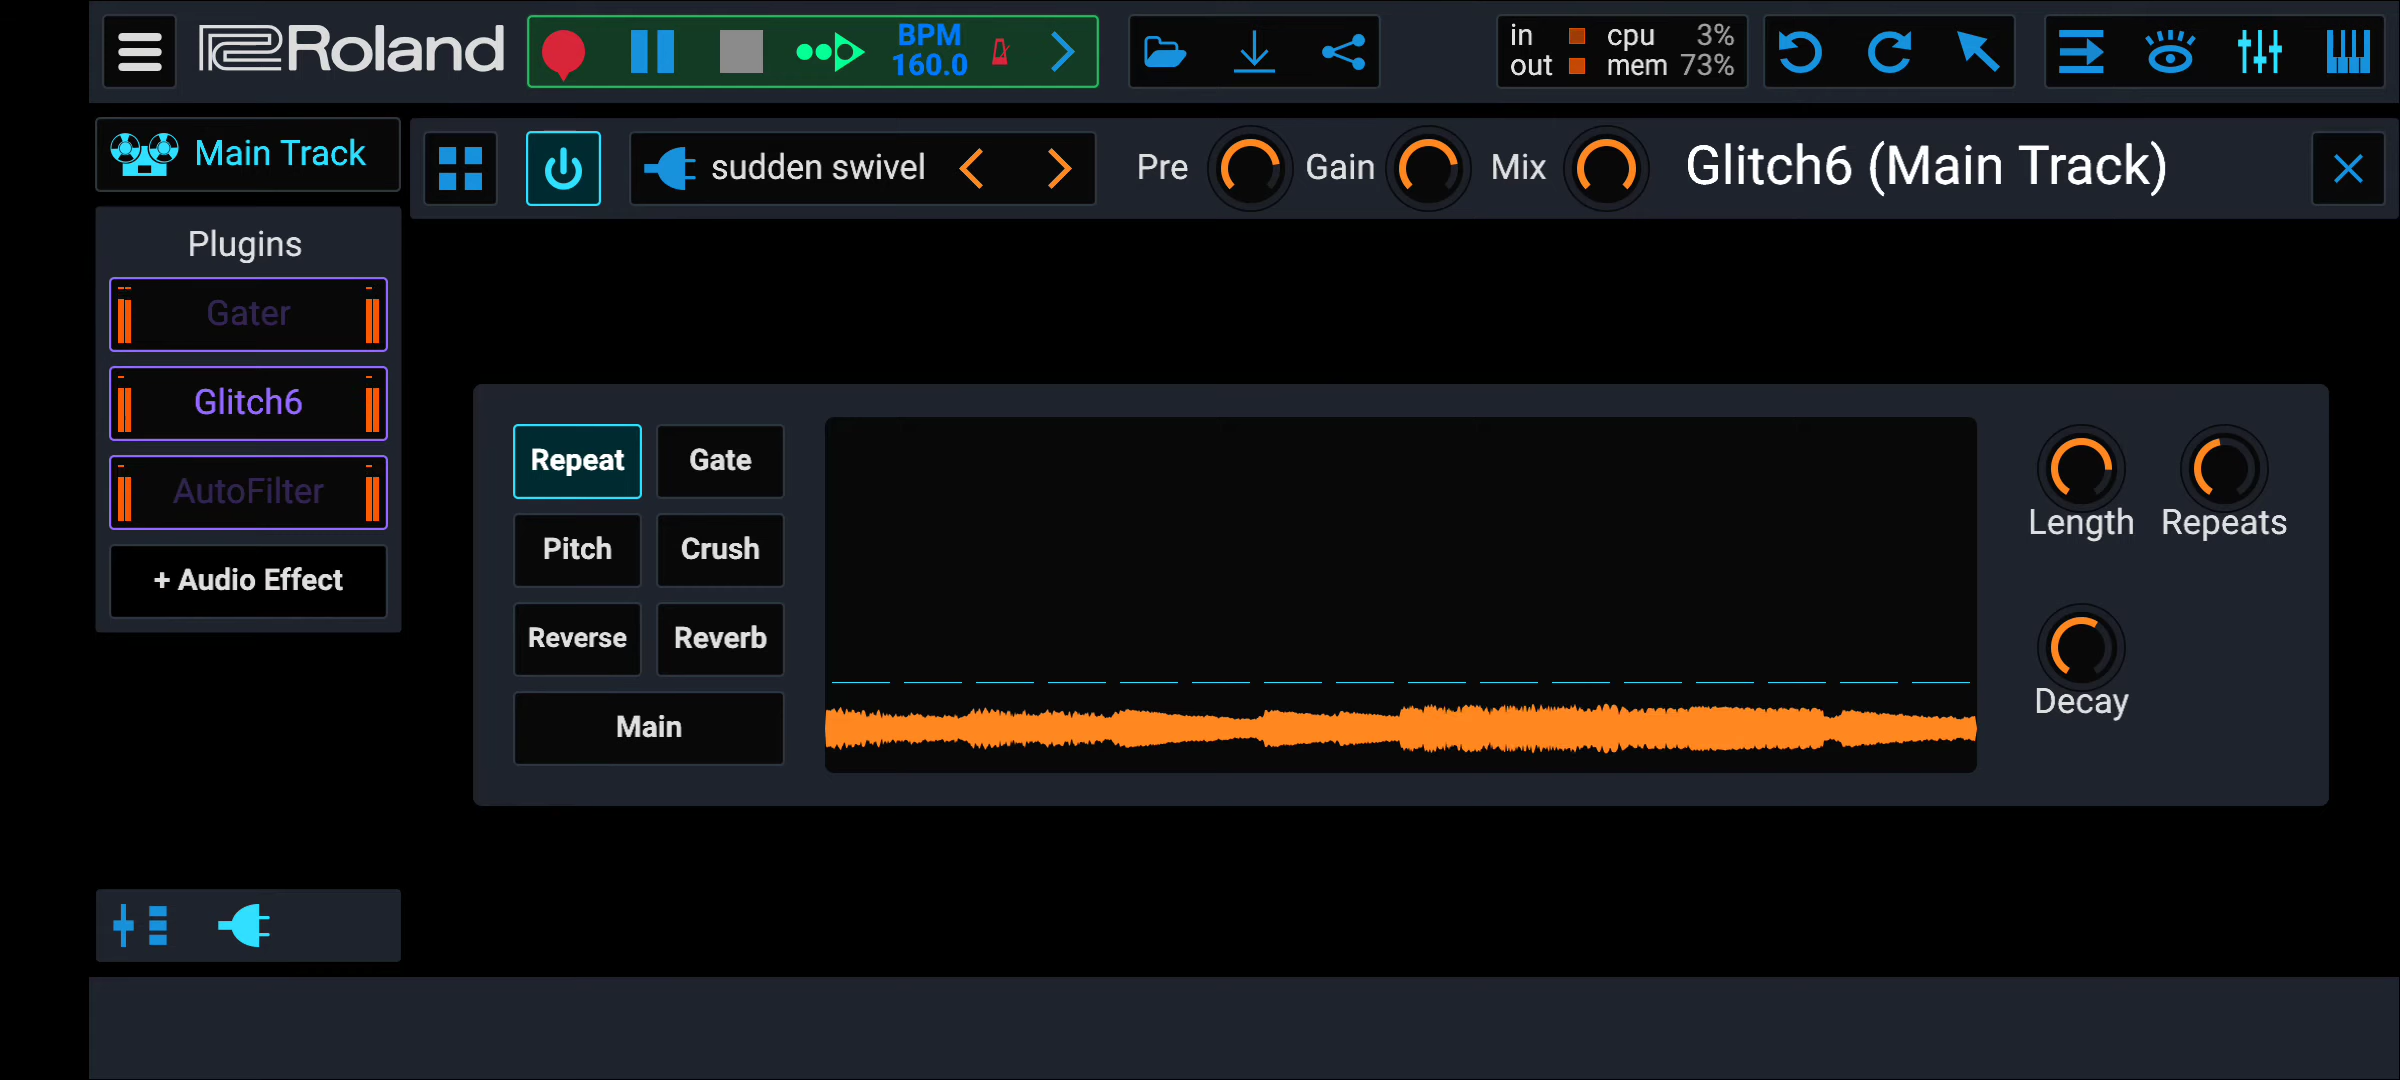 Roland
BPM
160.0
in
out
cpu 3%
mem 73%
Main Track
sudden swivel
Pre
Gain
Mix
Glitch6 (Main Track)
Plugins
Gater
Glitch6
AutoFilter
+ Audio Effect
Repeat
Gate
Pitch
Crush
Reverse
Reverb
Main
Length
Repeats
Decay